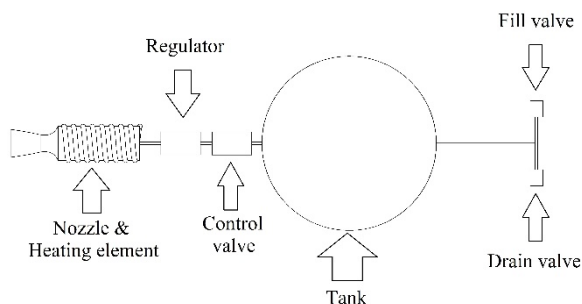 Fill valve
Regulator
Nozzle &
Heating element
Control
valve
Tank
Drain valve